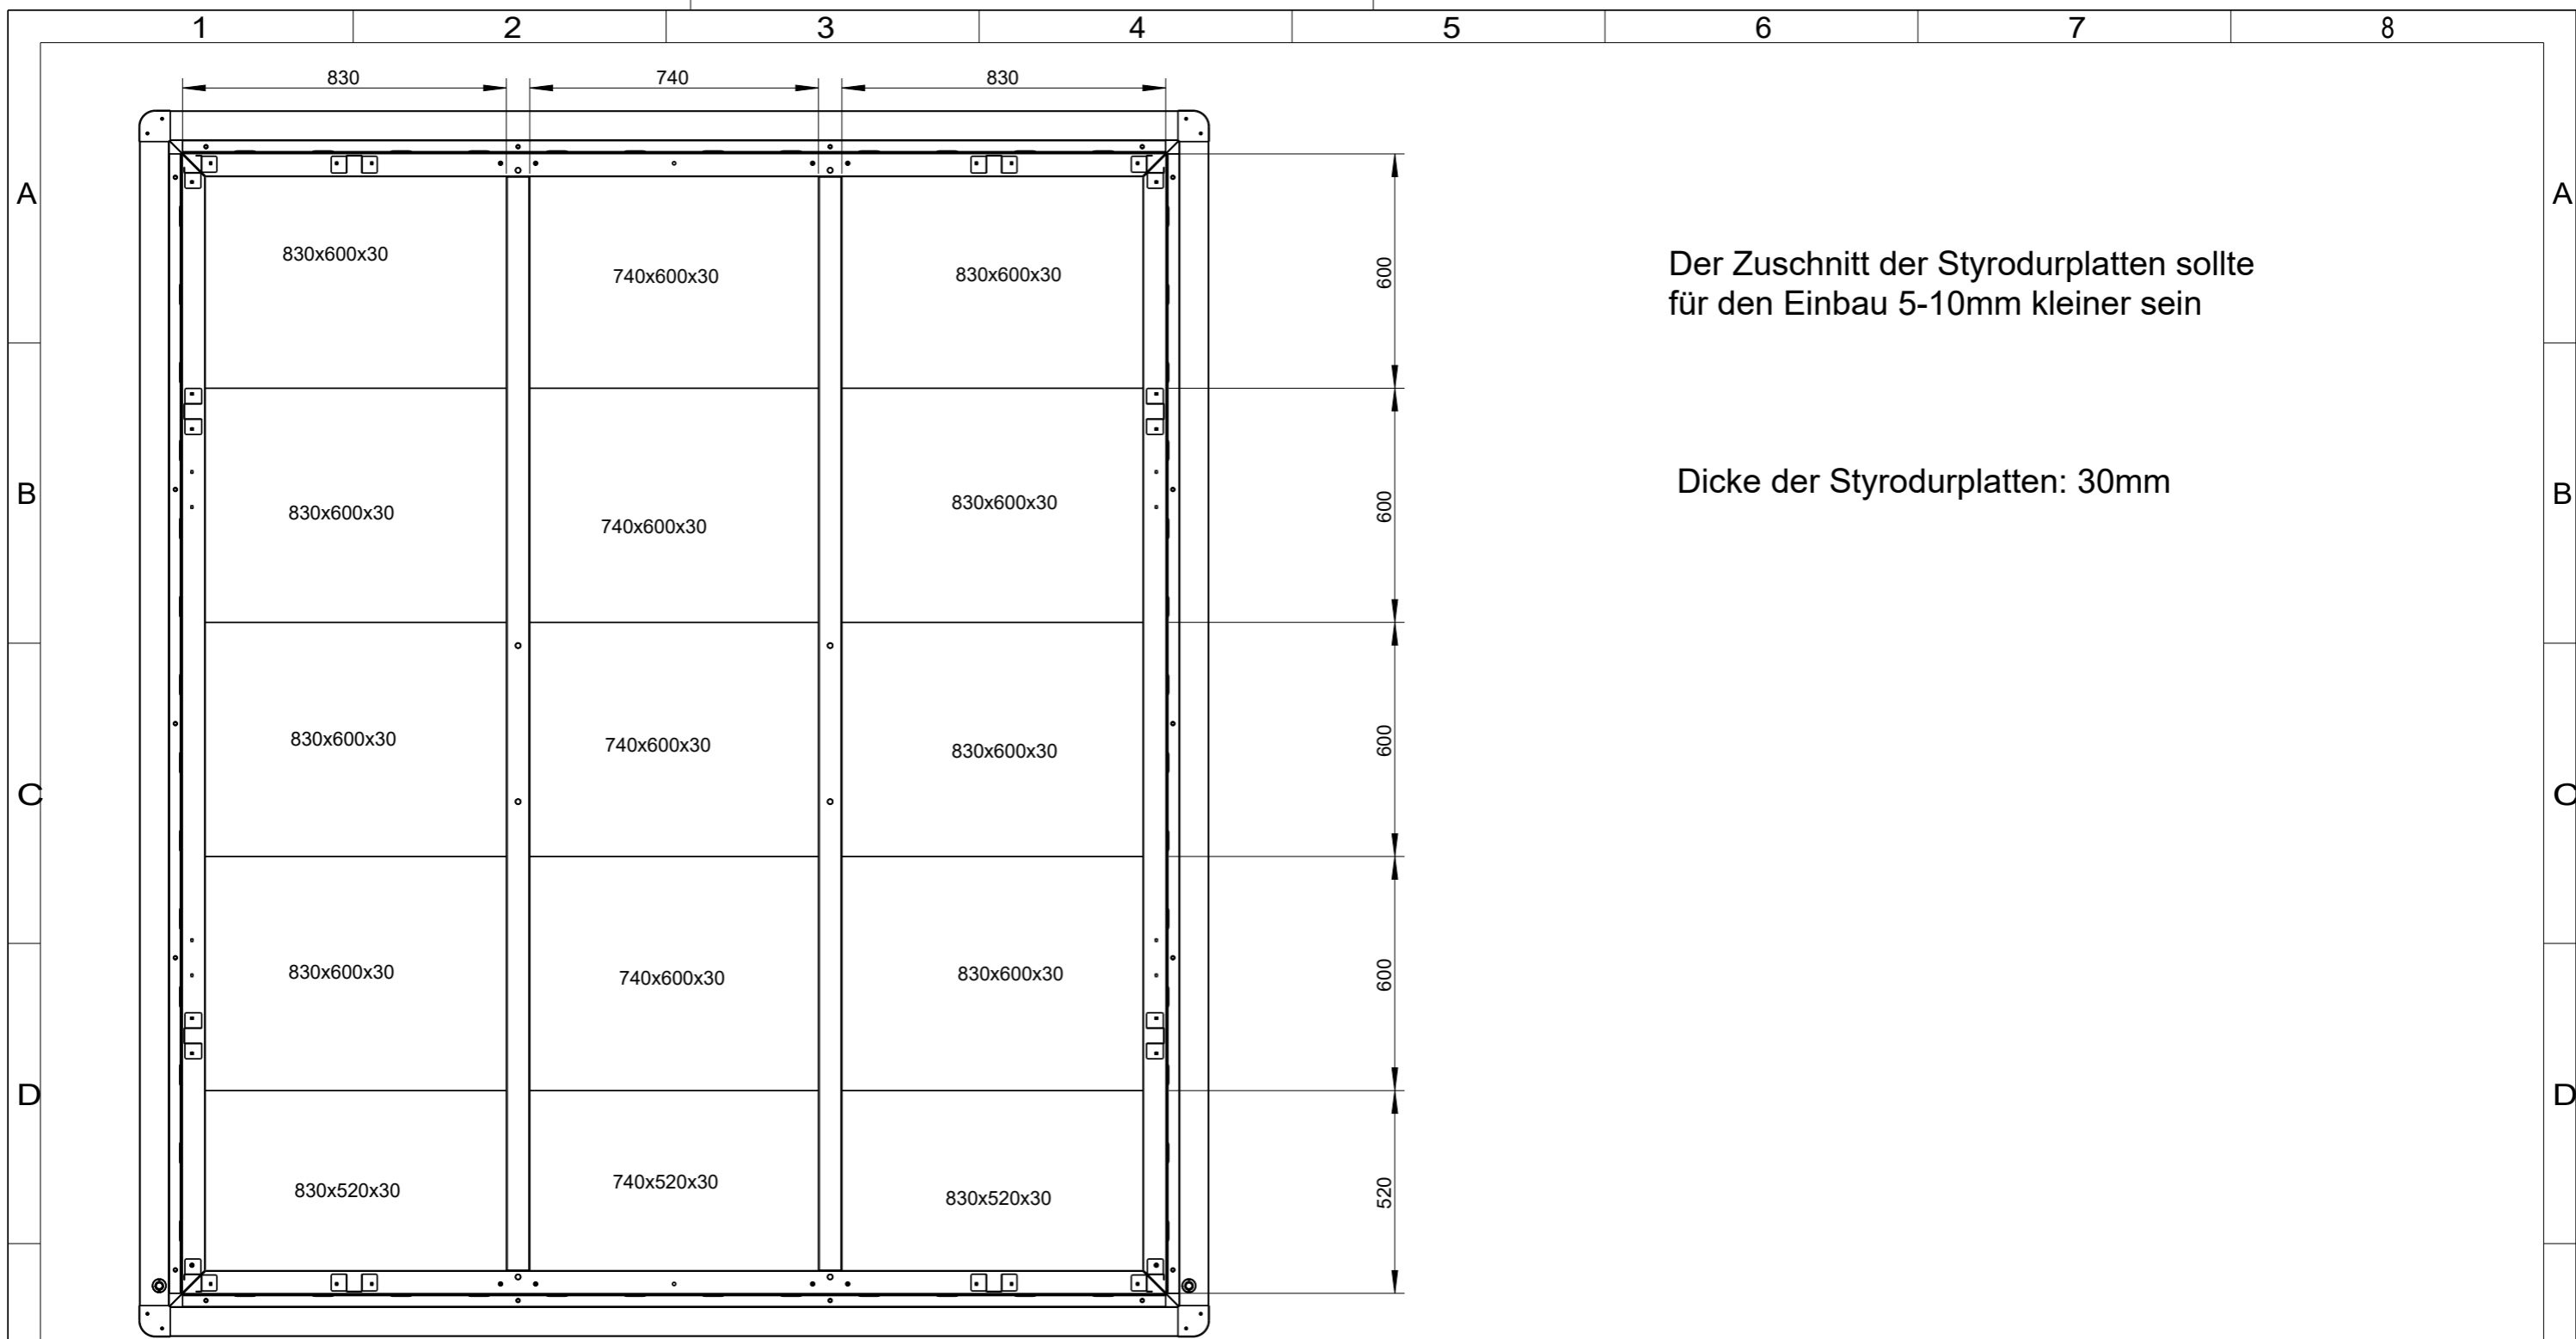 1 2 3 4 5 6 7 8
830 740 830
A A
600
830x600x30 740x600x30 830x600x30
Der Zuschnitt der Styrodurplatten sollte
für den Einbau 5-10mm kleiner sein
B B
600
830x600x30 740x600x30 830x600x30
Dicke der Styrodurplatten: 30mm
830x600x30 740x600x30 830x600x30
600
C C
830x600x30 740x600x30 830x600x30
600
D D
830x520x30 740x520x30 830x520x30
520